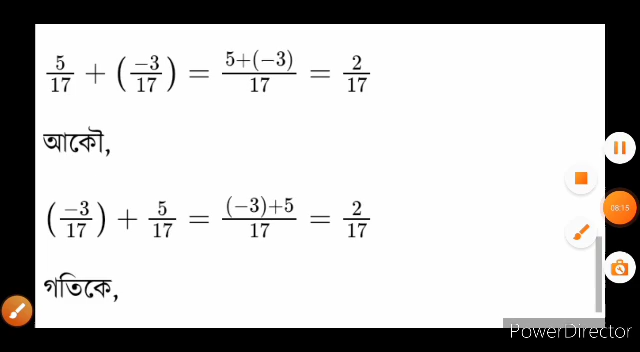 5/17 + (−3/17) = 5+(−3)/17 = 2/17
আকৌ,
(−3/17) + 5/17 = (−3)+5/17 = 2/17
গতিকে,
08:15
PowerDirector